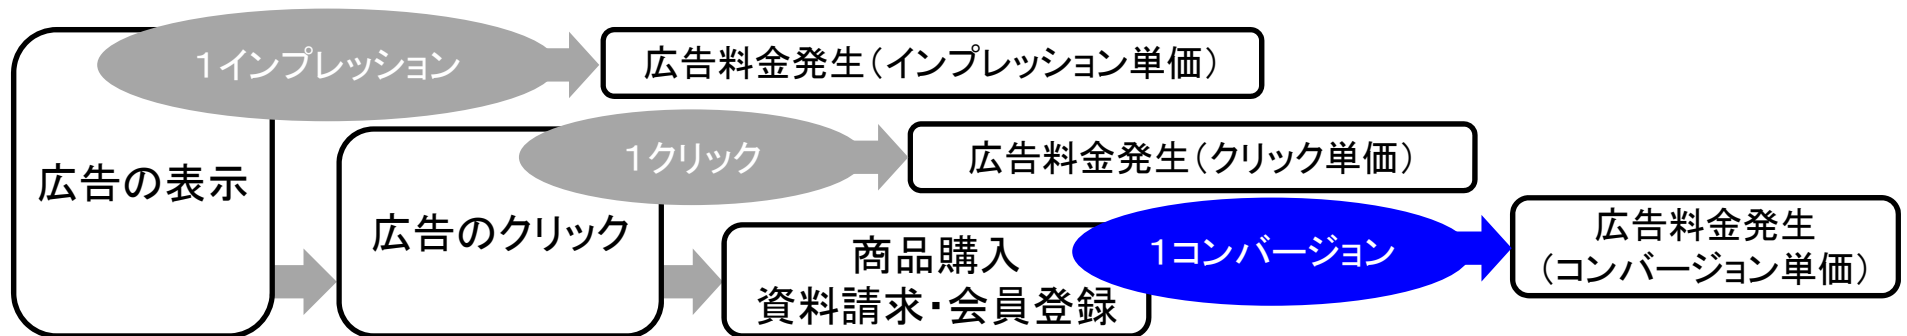 1インプレッション
広告料金発生(インプレッション単価)
広告の表示
1クリック
広告料金発生(クリック単価)
広告のクリック
商品購入
資料請求・会員登録
1コンバージョン
広告料金発生
(コンバージョン単価)